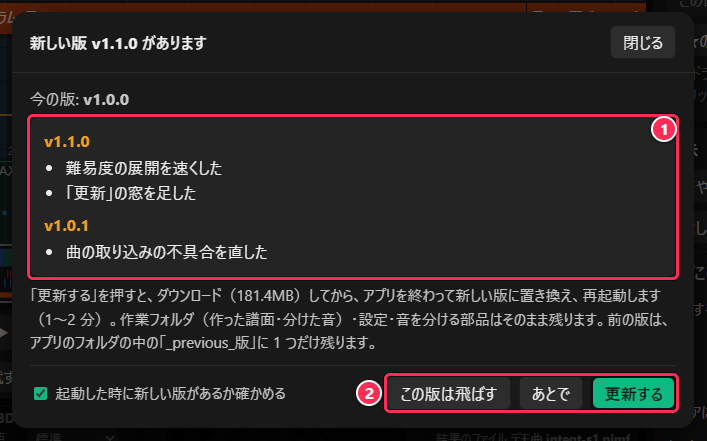 新しい版 v1.1.0 があります
閉じる
今の版: v1.0.0
1
v1.1.0
• 難易度の展開を速くした
• 「更新」の窓を足した
v1.0.1
• 曲の取り込みの不具合を直した
「更新する」を押すと、ダウンロード（181.4MB）してから、アプリを終わって新しい版に置き換え、再起動します
（1～2 分）。作業フォルダ（作った譜面・分けた音）・設定・音を分ける部品はそのまま残ります。前の版は、
アプリのフォルダの中の「_previous_版」に 1 つだけ残ります。
起動した時に新しい版があるか確かめる
2
この版は飛ばす
あとで
更新する